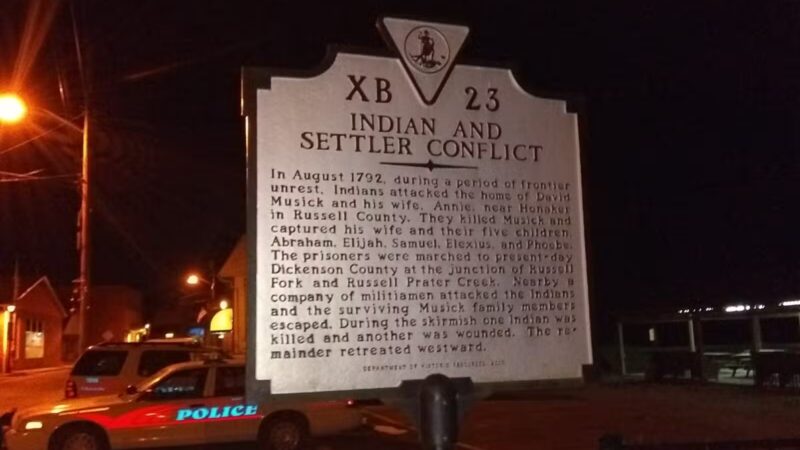 XB 23
INDIAN AND
SETTLER CONFLICT
In August 1792, during a period of frontier
unrest, Indians attacked the home of David
Musick and his wife, Annie, near Honaker
in Russell County. They killed Musick and
captured his wife and their five children,
Abraham, Elijah, Samuel, Elexius, and Phoebe.
The prisoners were marched to present-day
Dickenson County at the junction of Russell
Fork and Russell Prater Creek. Nearby a
company of militiamen attacked the Indians
and the surviving Musick family members
escaped. During the skirmish one Indian was
killed and another was wounded. The re-
mainder retreated westward.
DEPARTMENT OF HISTORIC RESOURCES,
POLICE